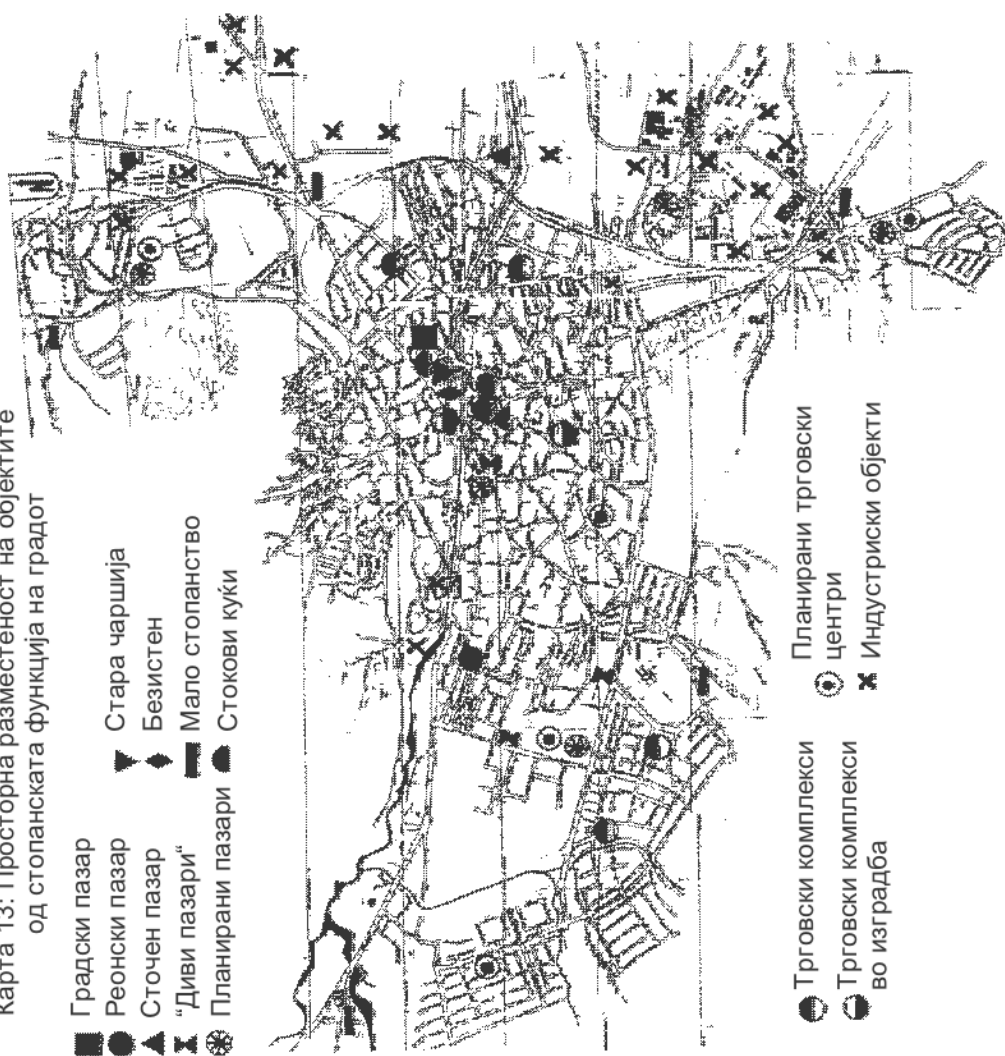 Карта 13: Просторна разместеност на објектите
од стопанската функција на градот
Градски пазар
Реонски пазар
Сточен пазар
"Диви пазари"
Планирани пазари
Стара чаршија
Безистен
Мало стопанство
Стокови куќи
Трговски комплекси
Трговски комплекси
во изградба
Планирани трговски
центри
Индустриски објекти